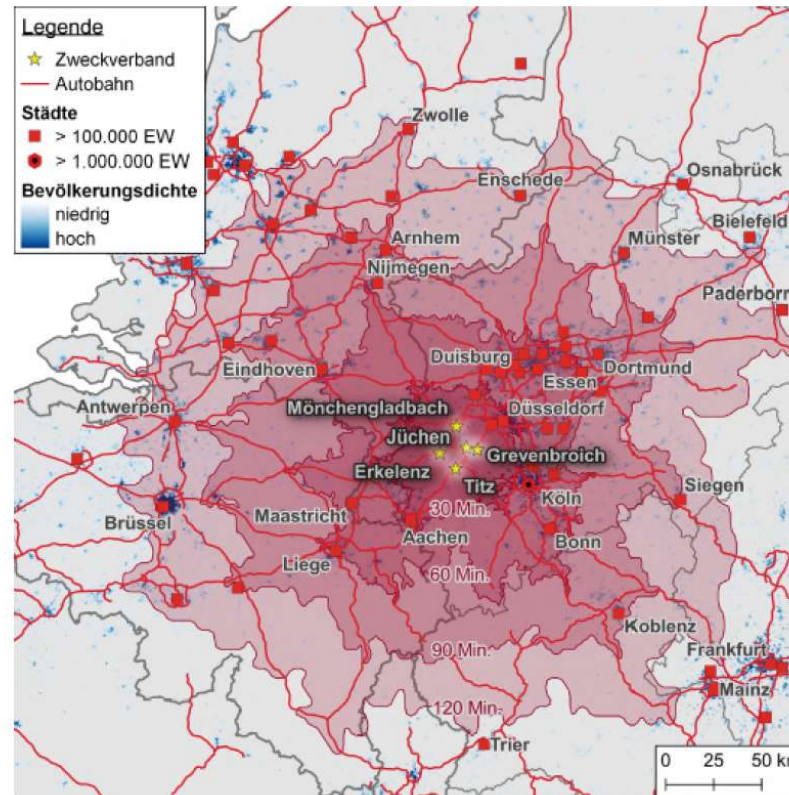 Legende
Zweckverband
Autobahn
Städte
> 100.000 EW
> 1.000.000 EW
Bevölkerungsdichte
niedrig
hoch
Zwolle
Osnabrück
Enschede
Bielefeld
Arnhem
Münster
Nijmegen
Paderborn
Duisburg
Eindhoven
Essen
Dortmund
Antwerpen
Mönchengladbach
Düsseldorf
Jüchen
Grevenbroich
Erkelenz
Titz
Köln
Siegen
30 Min.
Maastricht
Brüssel
Aachen
Bonn
Liege
60 Min.
Koblenz
90 Min.
Frankfurt
Mainz
120 Min.
Trier
0 25 50 km